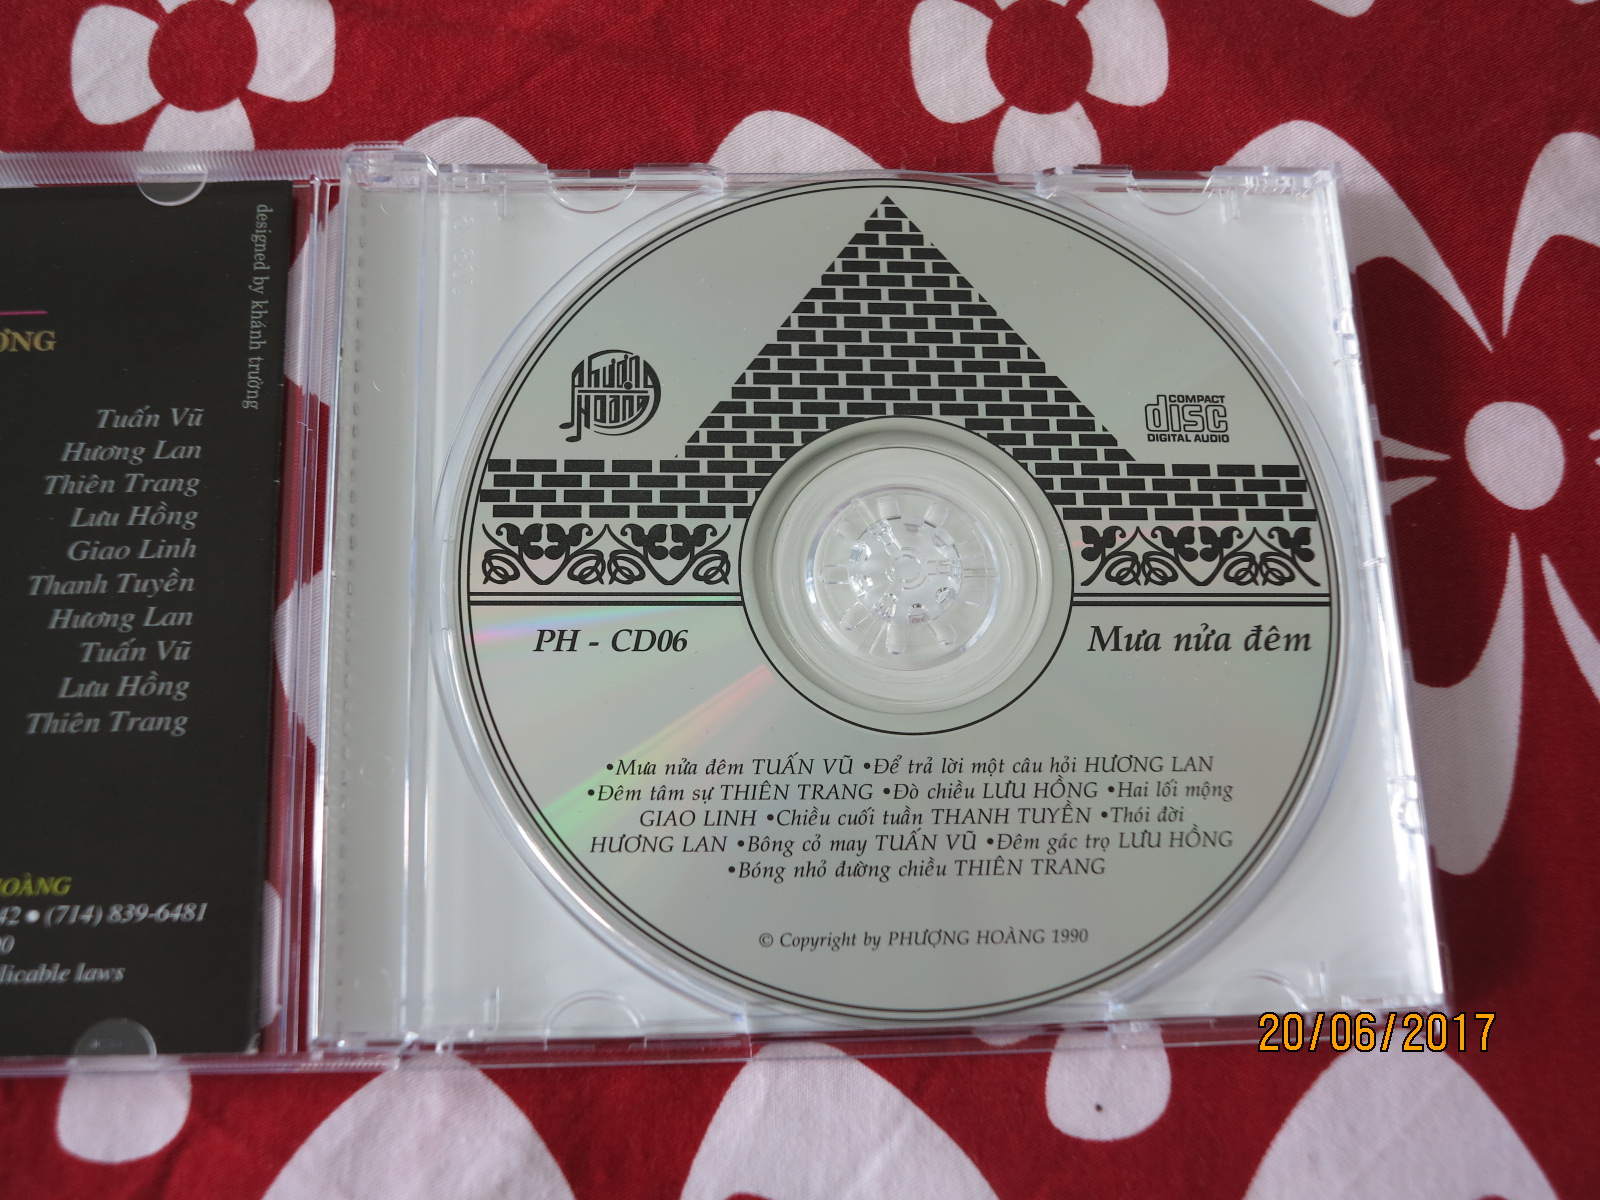 designed by khánh trường
ƠNG
Tuấn Vũ
Hương Lan
Thiên Trang
Lưu Hồng
Giao Linh
Thanh Tuyền
Hương Lan
Tuấn Vũ
Lưu Hồng
Thiên Trang
OÀNG
42 • (714) 839-6481
licable laws
Phượng
Hoàng
COMPACT
disc
DIGITAL AUDIO
PH - CD06
Mưa nửa đêm
•Mưa nửa đêm TUẤN VŨ •Để trả lời một câu hỏi HƯƠNG LAN
•Đêm tâm sự THIÊN TRANG •Đò chiều LƯU HỒNG •Hai lối mộng
GIAO LINH •Chiều cuối tuần THANH TUYỀN •Thói đời
HƯƠNG LAN •Bông cỏ may TUẤN VŨ •Đêm gác trọ LƯU HỒNG
•Bóng nhỏ đường chiều THIÊN TRANG
© Copyright by PHƯỢNG HOÀNG 1990
20/06/2017